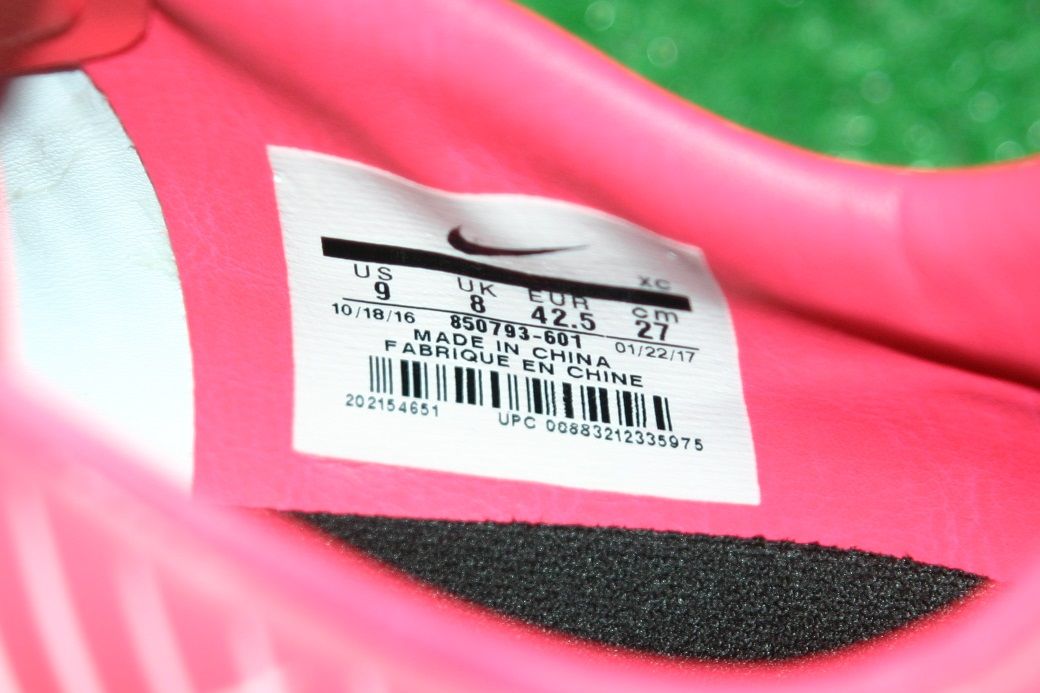 XC
US UK EUR cm
9 8 42.5 27
10/18/16 850793-601 01/22/17
MADE IN CHINA
FABRIQUE EN CHINE
202154651 UPC 00883212335975